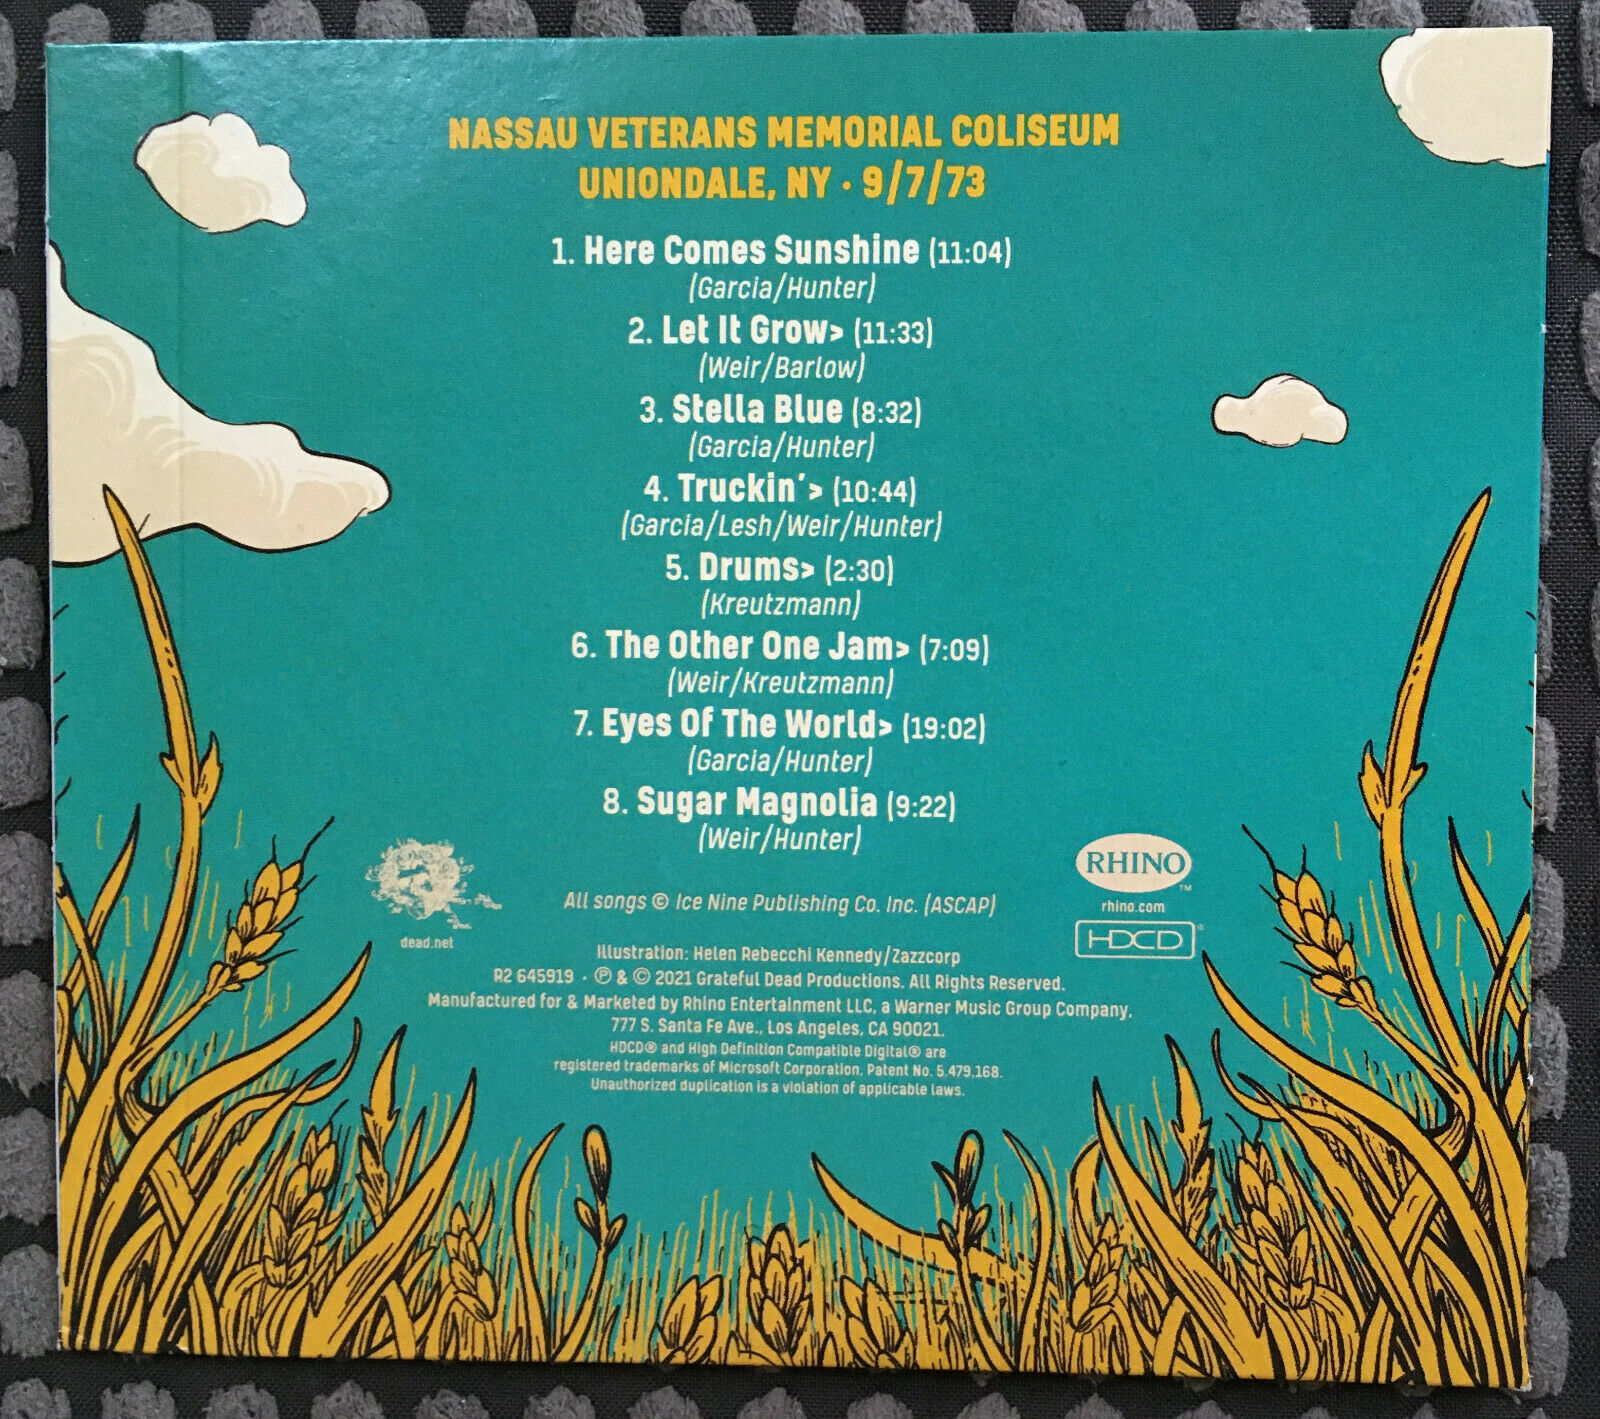 NASSAU VETERANS MEMORIAL COLISEUM
UNIONDALE, NY · 9/7/73
1. Here Comes Sunshine (11:04)
(Garcia/Hunter)
2. Let It Grow> (11:33)
(Weir/Barlow)
3. Stella Blue (8:32)
(Garcia/Hunter)
4. Truckin'> (10:44)
(Garcia/Lesh/Weir/Hunter)
5. Drums> (2:30)
(Kreutzmann)
6. The Other One Jam> (7:09)
(Weir/Kreutzmann)
7. Eyes Of The World> (19:02)
(Garcia/Hunter)
8. Sugar Magnolia (9:22)
(Weir/Hunter)
dead.net
All songs © Ice Nine Publishing Co. Inc. (ASCAP)
RHINO™
rhino.com
HDCD®
Illustration: Helen Rebecchi Kennedy/Zazzcorp
R2 645919 · ℗ & © 2021 Grateful Dead Productions. All Rights Reserved.
Manufactured for & Marketed by Rhino Entertainment LLC, a Warner Music Group Company,
777 S. Santa Fe Ave., Los Angeles, CA 90021.
HDCD® and High Definition Compatible Digital® are
registered trademarks of Microsoft Corporation, Patent No. 5,479,168.
Unauthorized duplication is a violation of applicable laws.